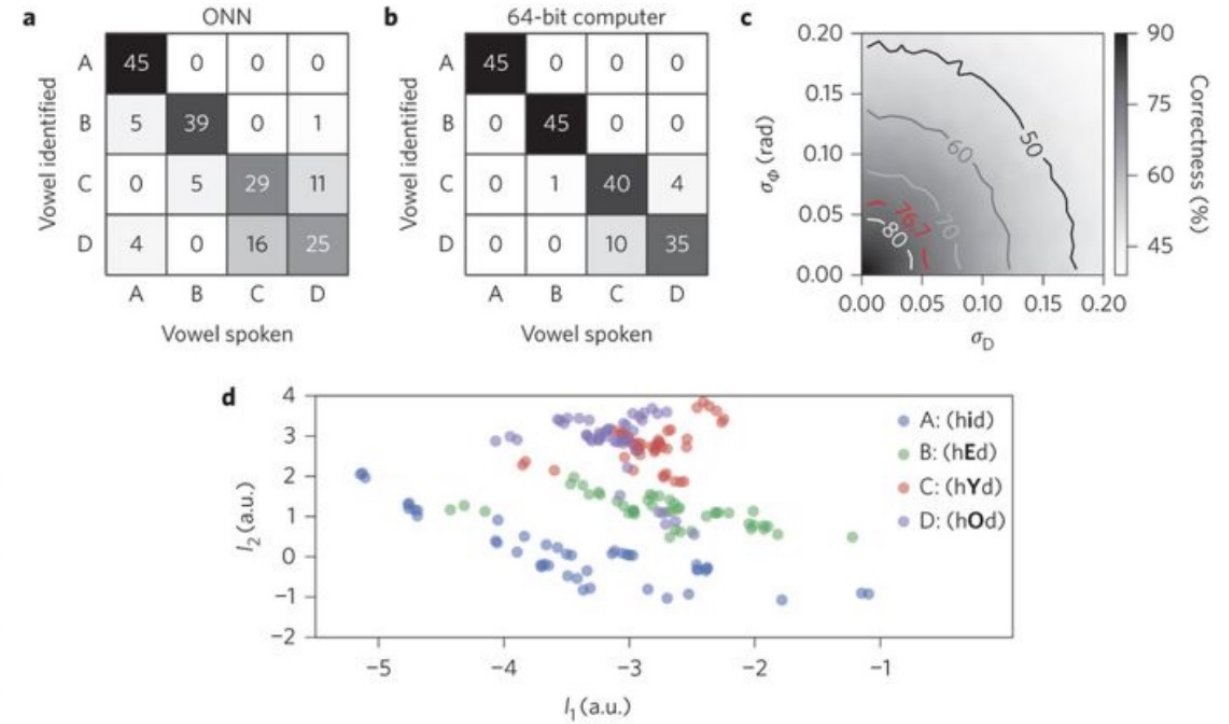 a
ONN
Vowel identified
A 45 0 0 0
B 5 39 0 1
C 0 5 29 11
D 4 0 16 25
A B C D
Vowel spoken
b
64-bit computer
Vowel identified
A 45 0 0 0
B 0 45 0 0
C 0 1 40 4
D 0 0 10 35
A B C D
Vowel spoken
c
σΦ (rad)
0.20
0.15
0.10
0.05
0.00
50
60
70
76.7
80
0.00 0.05 0.10 0.15 0.20
σD
90
75
60
45
Correctness (%)
d
I2 (a.u.)
4
3
2
1
0
−1
−2
A: (hid)
B: (hEd)
C: (hYd)
D: (hOd)
−5 −4 −3 −2 −1
I1 (a.u.)